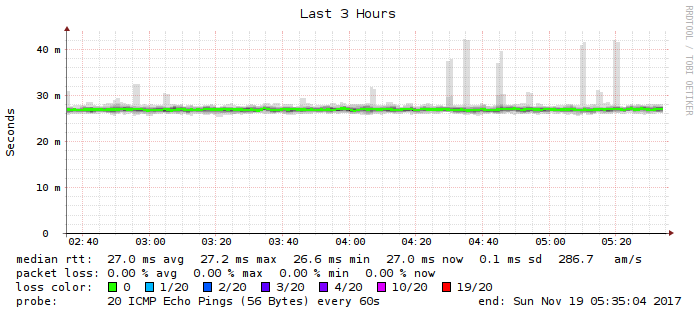 Last 3 Hours
RRDTOOL / TOBI OETIKER
Seconds
40 m
30 m
20 m
10 m
0
02:40 03:00 03:20 03:40 04:00 04:20 04:40 05:00 05:20
median rtt: 27.0 ms avg 27.2 ms max 26.6 ms min 27.0 ms now 0.1 ms sd 286.7 am/s
packet loss: 0.00 % avg 0.00 % max 0.00 % min 0.00 % now
loss color: 0 1/20 2/20 3/20 4/20 10/20 19/20
probe: 20 ICMP Echo Pings (56 Bytes) every 60s end: Sun Nov 19 05:35:04 2017